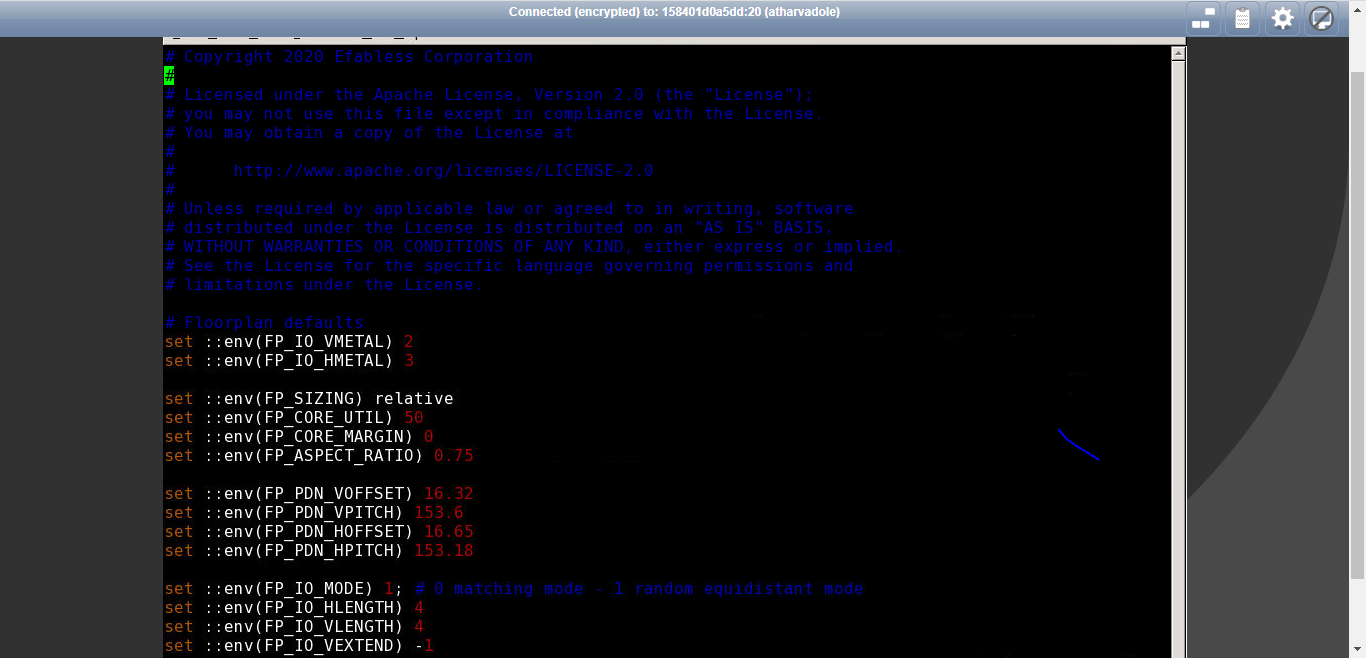 Connected (encrypted) to: 158401d0a5dd:20 (atharvadole)
# Copyright 2020 Efabless Corporation
#
# Licensed under the Apache License, Version 2.0 (the "License");
# you may not use this file except in compliance with the License.
# You may obtain a copy of the License at
#
#      http://www.apache.org/licenses/LICENSE-2.0
#
# Unless required by applicable law or agreed to in writing, software
# distributed under the License is distributed on an "AS IS" BASIS,
# WITHOUT WARRANTIES OR CONDITIONS OF ANY KIND, either express or implied.
# See the License for the specific language governing permissions and
# limitations under the License.
# Floorplan defaults
set ::env(FP_IO_VMETAL) 2
set ::env(FP_IO_HMETAL) 3
set ::env(FP_SIZING) relative
set ::env(FP_CORE_UTIL) 50
set ::env(FP_CORE_MARGIN) 0
set ::env(FP_ASPECT_RATIO) 0.75
set ::env(FP_PDN_VOFFSET) 16.32
set ::env(FP_PDN_VPITCH) 153.6
set ::env(FP_PDN_HOFFSET) 16.65
set ::env(FP_PDN_HPITCH) 153.18
set ::env(FP_IO_MODE) 1; # 0 matching mode - 1 random equidistant mode
set ::env(FP_IO_HLENGTH) 4
set ::env(FP_IO_VLENGTH) 4
set ::env(FP_IO_VEXTEND) -1